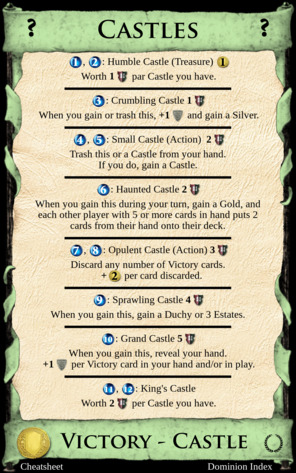 ? CASTLES ?
1, 2: Humble Castle (Treasure) 1
Worth 1 par Castle you have.
3: Crumbling Castle 1
When you gain or trash this, +1 and gain a Silver.
4, 5: Small Castle (Action) 2
Trash this or a Castle from your hand.
If you do, gain a Castle.
6: Haunted Castle 2
When you gain this during your turn, gain a Gold, and
each other player with 5 or more cards in hand puts 2
cards from their hand onto their deck.
7, 8: Opulent Castle (Action) 3
Discard any number of Victory cards.
+ 2 per card discarded.
9: Sprawling Castle 4
When you gain this, gain a Duchy or 3 Estates.
10: Grand Castle 5
When you gain this, reveal your hand.
+1 per Victory card in your hand and/or in play.
11, 12: King's Castle
Worth 2 per Castle you have.
VICTORY - CASTLE
Cheatsheet Dominion Index